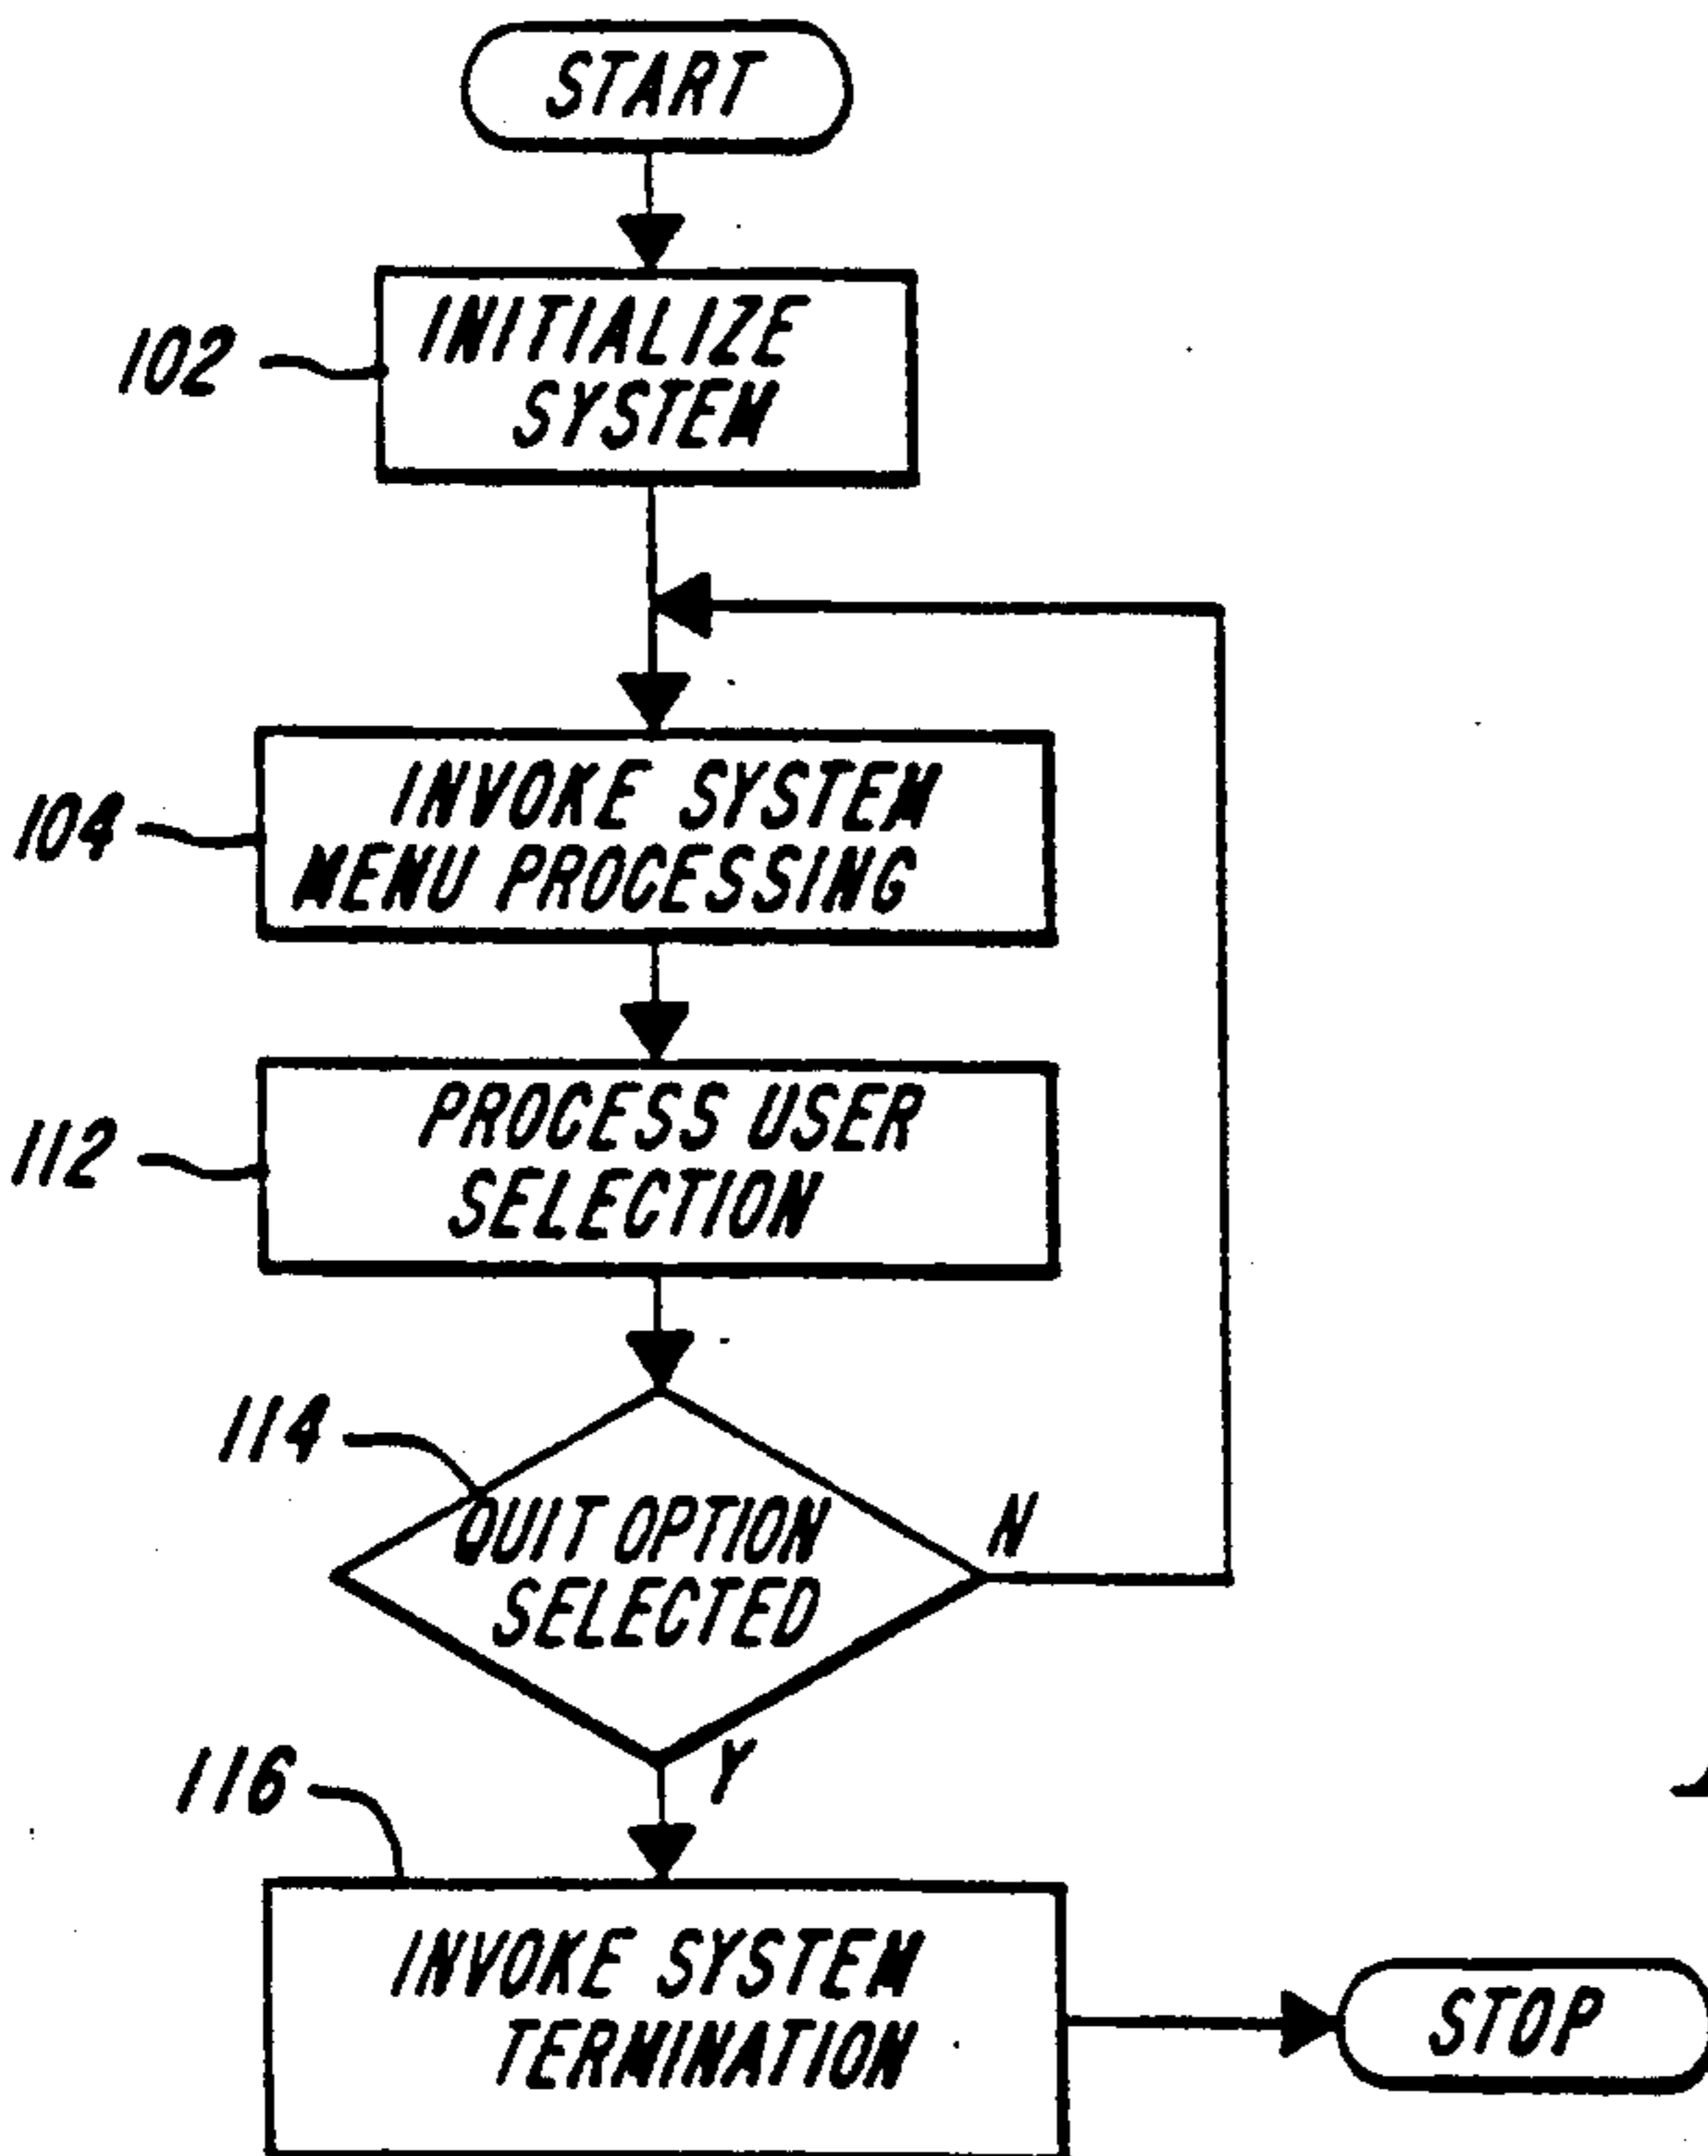 START
102
INITIALIZE
SYSTEM
104
INVOKE SYSTEM
MENU PROCESSING
112
PROCESS USER
SELECTION
114
QUIT OPTION
SELECTED
N
Y
116
INVOKE SYSTEM
TERMINATION
STOP